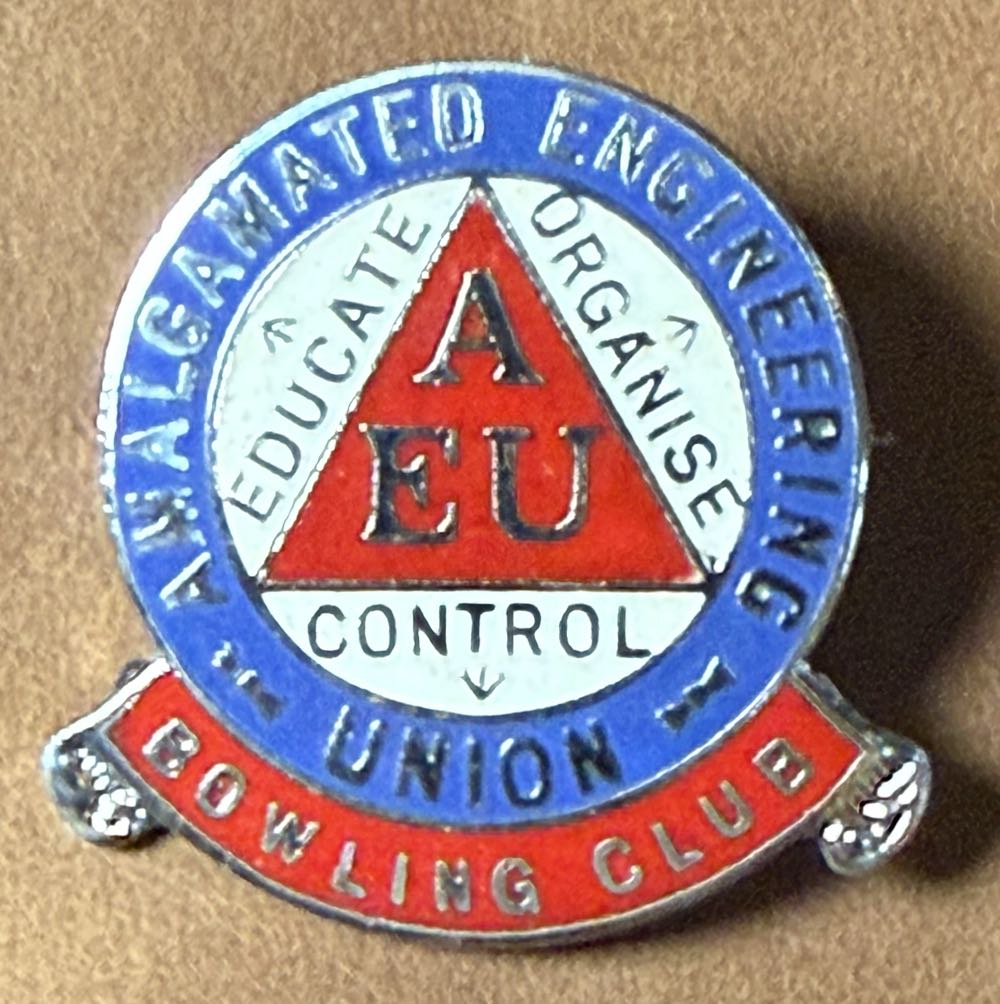 AMALGAMATED ENGINEERING
UNION
EDUCATE
ORGANISE
CONTROL
A
EU
BOWLING CLUB